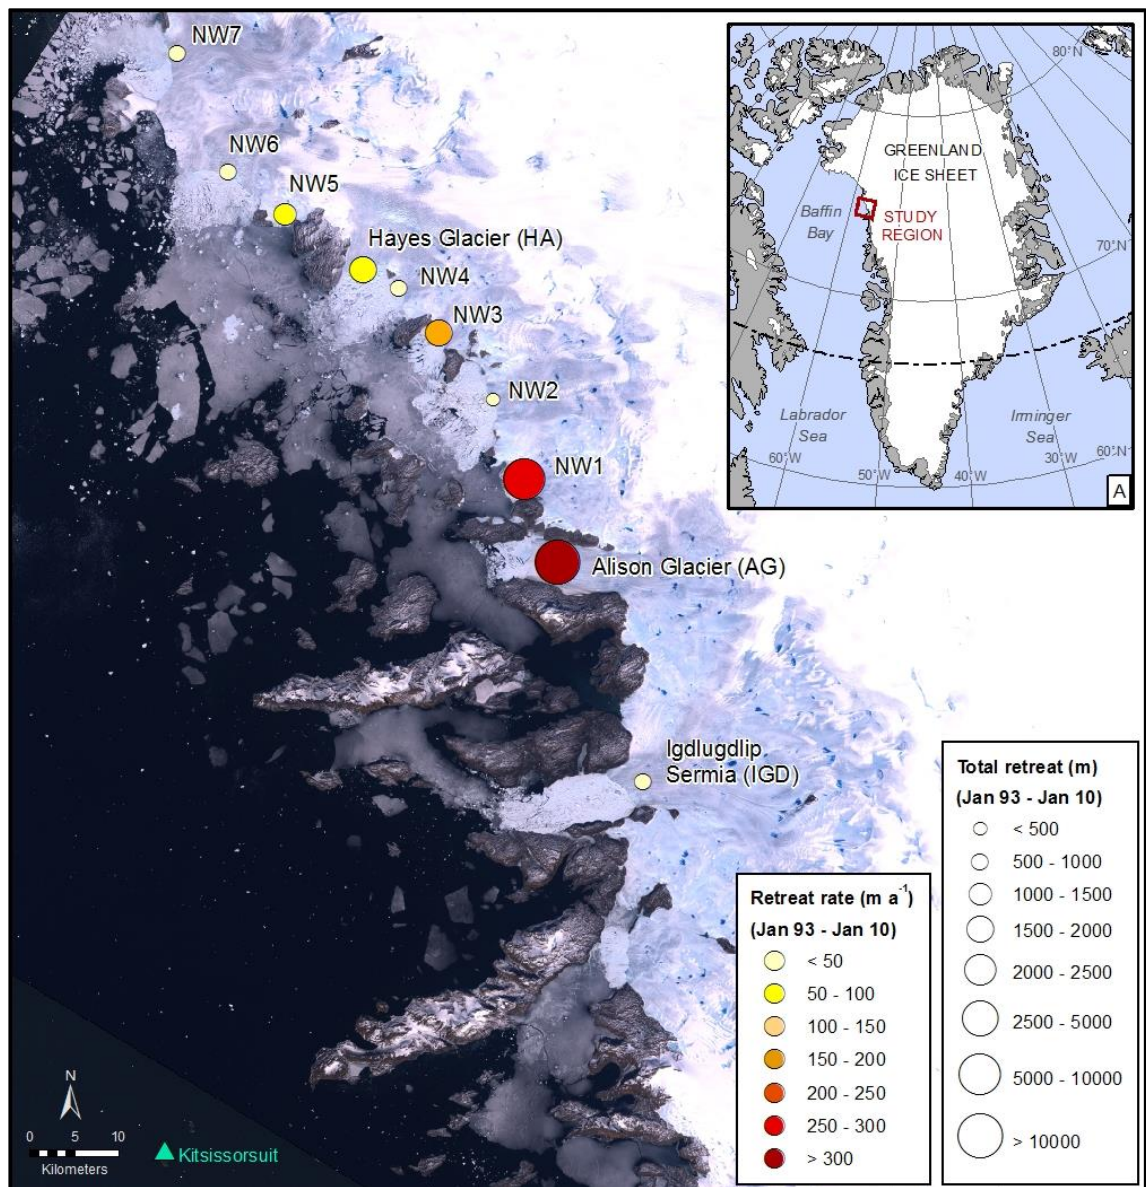 NW7
NW6
NW5
Hayes Glacier (HA)
NW4
NW3
NW2
NW1
Alison Glacier (AG)
Igdlugdlip
Sermia (IGD)
N
0 5 10
Kilometers
Kitsissorsuit
80°N
GREENLAND
ICE SHEET
Baffin
Bay
STUDY
REGION
70°N
Labrador
Sea
Irminger
Sea
60°W
50°W
40°W
30°W
60°N
A
Retreat rate (m a⁻¹)
(Jan 93 - Jan 10)
< 50
50 - 100
100 - 150
150 - 200
200 - 250
250 - 300
> 300
Total retreat (m)
(Jan 93 - Jan 10)
< 500
500 - 1000
1000 - 1500
1500 - 2000
2000 - 2500
2500 - 5000
5000 - 10000
> 10000